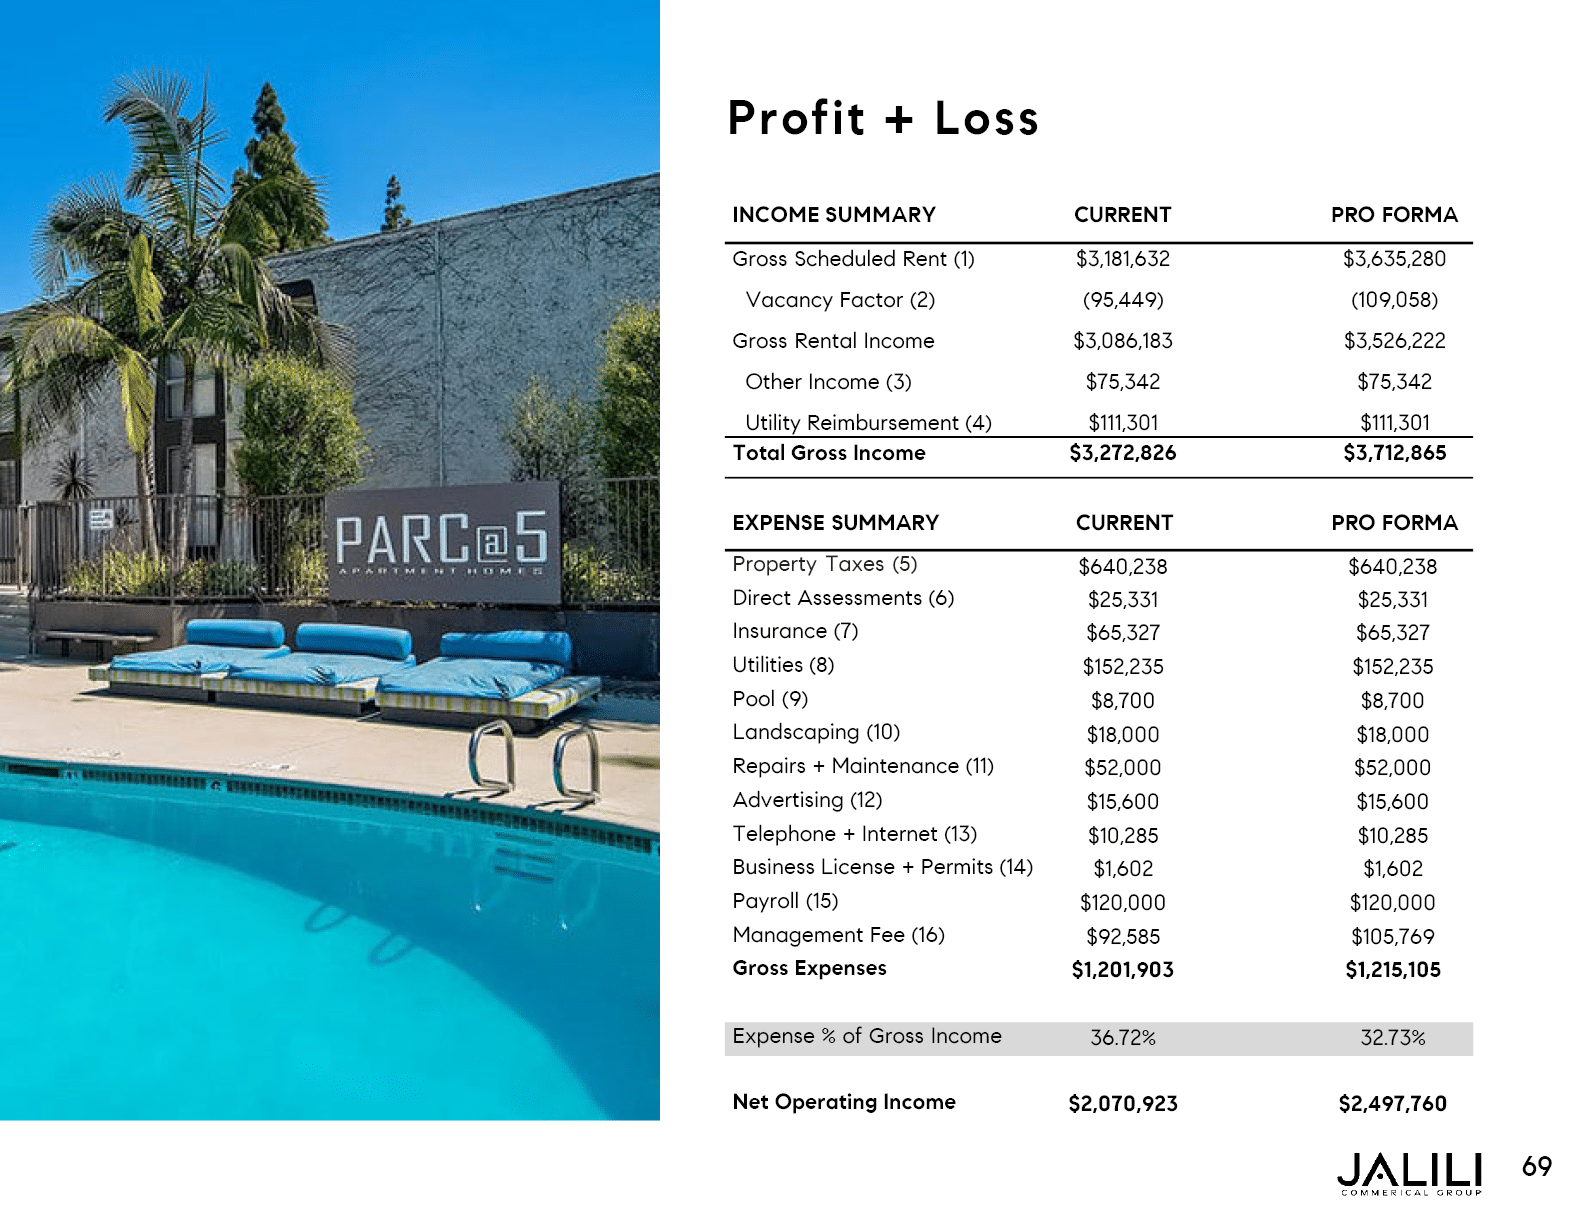 Profit + Loss
INCOME SUMMARY CURRENT PRO FORMA
Gross Scheduled Rent (1) $3,181,632 $3,635,280
Vacancy Factor (2) (95,449) (109,058)
Gross Rental Income $3,086,183 $3,526,222
Other Income (3) $75,342 $75,342
Utility Reimbursement (4) $111,301 $111,301
Total Gross Income $3,272,826 $3,712,865
EXPENSE SUMMARY CURRENT PRO FORMA
Property Taxes (5) $640,238 $640,238
Direct Assessments (6) $25,331 $25,331
Insurance (7) $65,327 $65,327
Utilities (8) $152,235 $152,235
Pool (9) $8,700 $8,700
Landscaping (10) $18,000 $18,000
Repairs + Maintenance (11) $52,000 $52,000
Advertising (12) $15,600 $15,600
Telephone + Internet (13) $10,285 $10,285
Business License + Permits (14) $1,602 $1,602
Payroll (15) $120,000 $120,000
Management Fee (16) $92,585 $105,769
Gross Expenses $1,201,903 $1,215,105
Expense % of Gross Income 36.72% 32.73%
Net Operating Income $2,070,923 $2,497,760
PARC@5
APARTMENT HOMES
JALILI
COMMERICAL GROUP
69